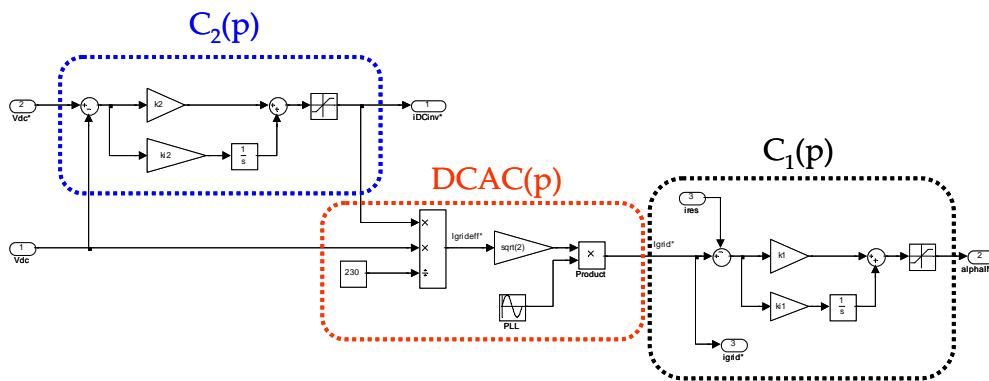 C2(p)
2
Vdc*
k2
1
iDCinv*
ki2
1
s
C1(p)
DCAC(p)
3
ires
1
Vdc
×
×
÷
Igrideff*
sqrt(2)
×
Product
Igrid*
k1
2
alphaI
230
PLL
ki1
1
s
3
igrid*